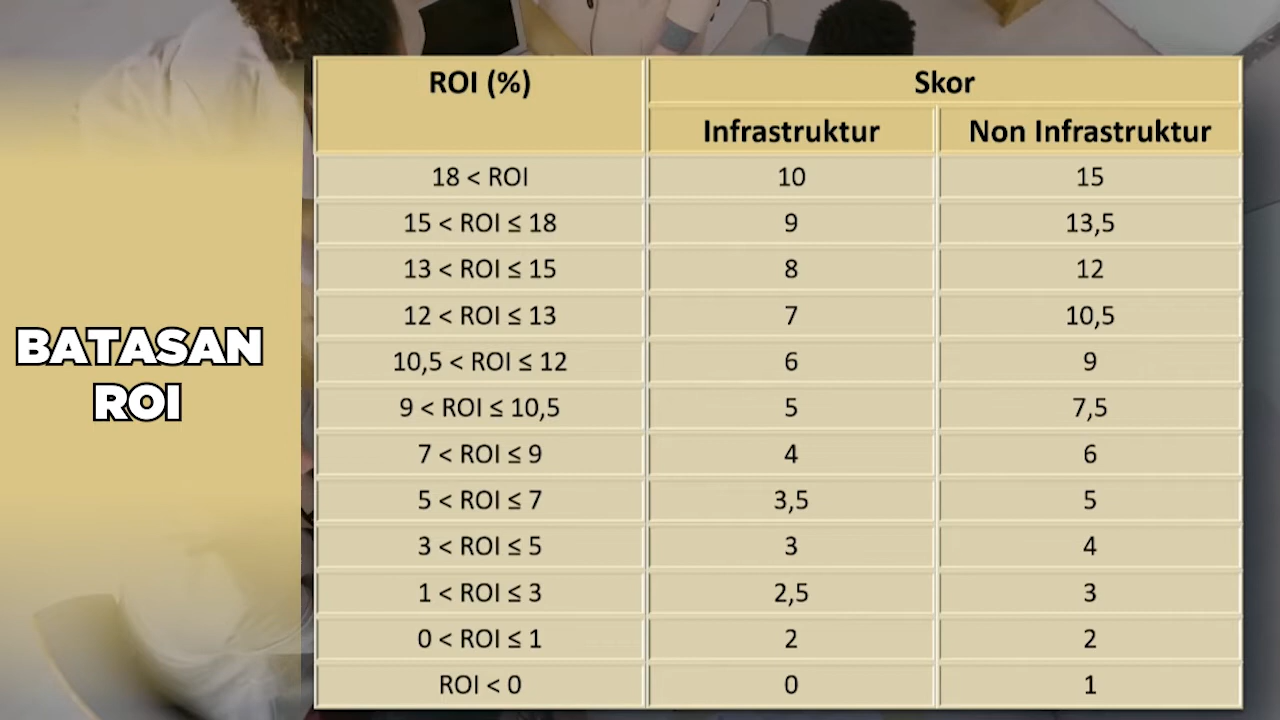 BATASAN
ROI
ROI (%) Skor
Infrastruktur Non Infrastruktur
18 < ROI 10 15
15 < ROI ≤ 18 9 13,5
13 < ROI ≤ 15 8 12
12 < ROI ≤ 13 7 10,5
10,5 < ROI ≤ 12 6 9
9 < ROI ≤ 10,5 5 7,5
7 < ROI ≤ 9 4 6
5 < ROI ≤ 7 3,5 5
3 < ROI ≤ 5 3 4
1 < ROI ≤ 3 2,5 3
0 < ROI ≤ 1 2 2
ROI < 0 0 1